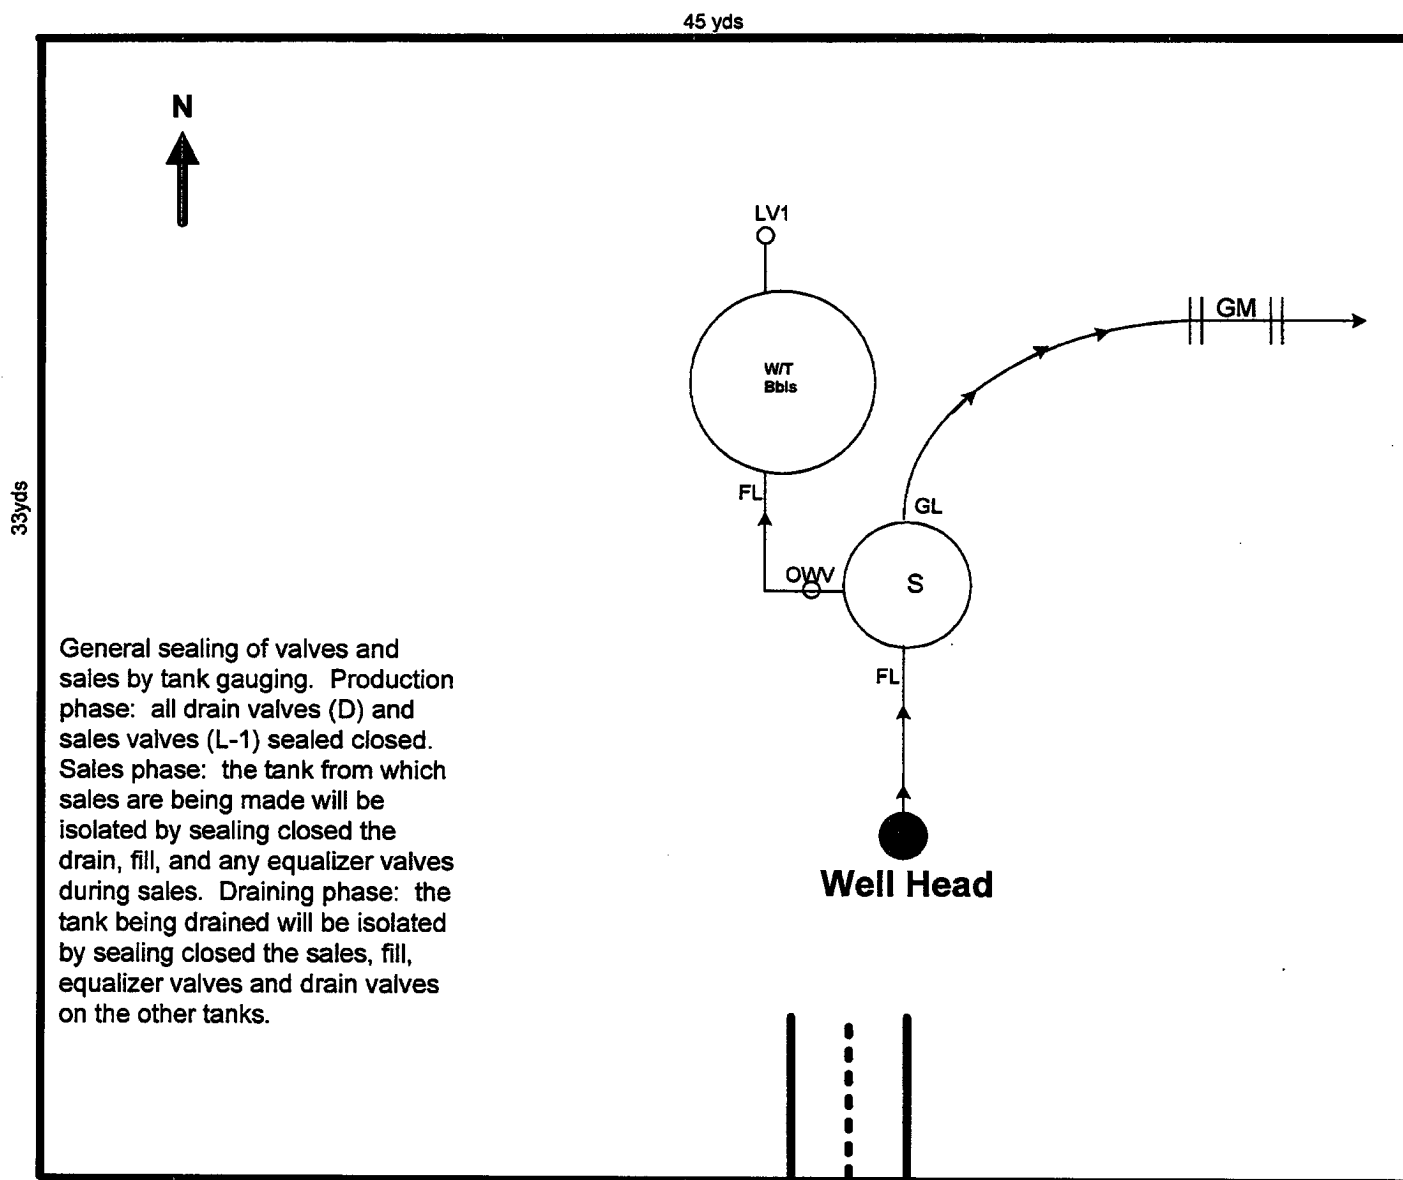 45 yds
N
LV1
GM
W/T
Bbls
FL
GL
33yds
OWV
S
General sealing of valves and
sales by tank gauging.  Production
phase:  all drain valves (D) and
sales valves (L-1) sealed closed.
Sales phase:  the tank from which
sales are being made will be
isolated by sealing closed the
drain, fill, and any equalizer valves
during sales.  Draining phase:  the
tank being drained will be isolated
by sealing closed the sales, fill,
equalizer valves and drain valves
on the other tanks.
FL
Well Head